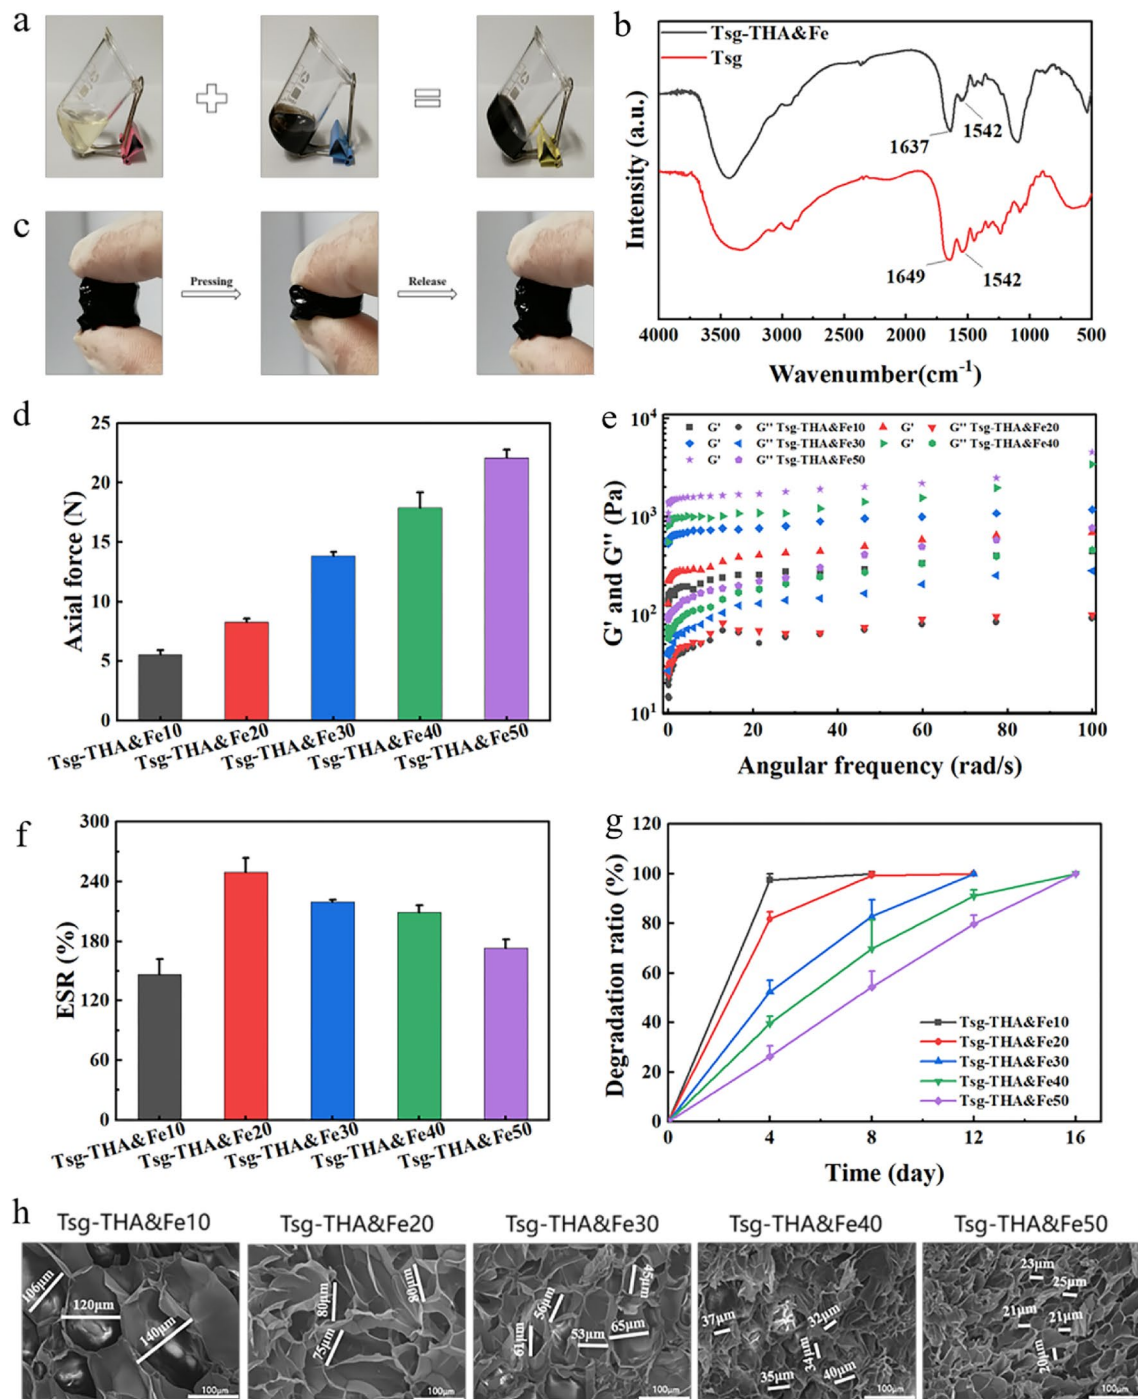 a
b
Tsg-THA&Fe
Tsg
1637
1542
1649
1542
Intensity (a.u.)
4000 3500 3000 2500 2000 1500 1000 500
Wavenumber(cm⁻¹)
c
Pressing
Release
d
Axial force (N)
25
20
15
10
5
0
Tsg-THA&Fe10
Tsg-THA&Fe20
Tsg-THA&Fe30
Tsg-THA&Fe40
Tsg-THA&Fe50
e
G' and G'' (Pa)
10⁴
10³
10²
10¹
G' G'' Tsg-THA&Fe10 G' G'' Tsg-THA&Fe20
G' G'' Tsg-THA&Fe30 G' G'' Tsg-THA&Fe40
G' G'' Tsg-THA&Fe50
0 20 40 60 80 100
Angular frequency (rad/s)
f
ESR (%)
300
240
180
120
60
0
Tsg-THA&Fe10
Tsg-THA&Fe20
Tsg-THA&Fe30
Tsg-THA&Fe40
Tsg-THA&Fe50
g
Degradation ratio (%)
120
100
80
60
40
20
0
Tsg-THA&Fe10
Tsg-THA&Fe20
Tsg-THA&Fe30
Tsg-THA&Fe40
Tsg-THA&Fe50
0 4 8 12 16
Time (day)
h
Tsg-THA&Fe10 Tsg-THA&Fe20 Tsg-THA&Fe30 Tsg-THA&Fe40 Tsg-THA&Fe50
106μm
120μm
140μm
100μm
80μm
80μm
75μm
100μm
45μm
56μm
61μm
53μm
65μm
100μm
37μm
32μm
34μm
35μm
40μm
100μm
23μm
25μm
21μm
21μm
20μm
100μm